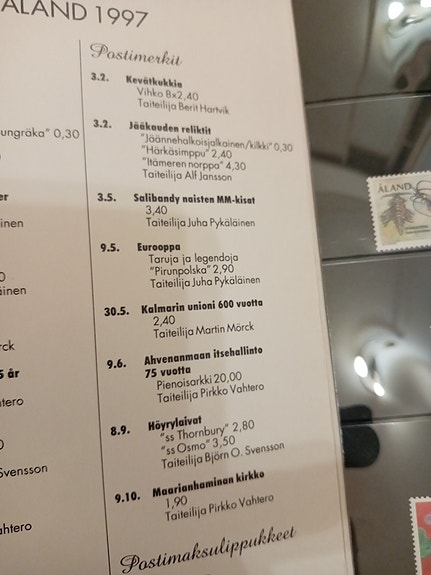 ÅLAND 1997
ungräka" 0,30
er
inen
0
äinen
rck
5 år
htero
0
Svensson
ahtero
Postimerkit
3.2. Kevätkukkia
Vihko 8x2,40
Taiteilija Berit Hartvik
3.2. Jääkauden reliktit
"Jäännehalkoisjalkainen/kilkki" 0,30
"Härkäsimppu" 2,40
"Itämeren norppa" 4,30
Taiteilija Alf Jansson
3.5. Salibandy naisten MM-kisat
3,40
Taiteilija Juha Pykäläinen
9.5. Eurooppa
Taruja ja legendoja
"Pirunpolska" 2,90
Taiteilija Juha Pykäläinen
30.5. Kalmarin unioni 600 vuotta
2,40
Taiteilija Martin Mörck
9.6. Ahvenanmaan itsehallinto
75 vuotta
Pienoisarkki 20,00
Taiteilija Pirkko Vahtero
8.9. Höyrylaivat
"ss Thornbury" 2,80
"ss Osmo" 3,50
Taiteilija Björn O. Svensson
9.10. Maarianhaminan kirkko
1,90
Taiteilija Pirkko Vahtero
Postimaksulippukkeet
ÅLAND